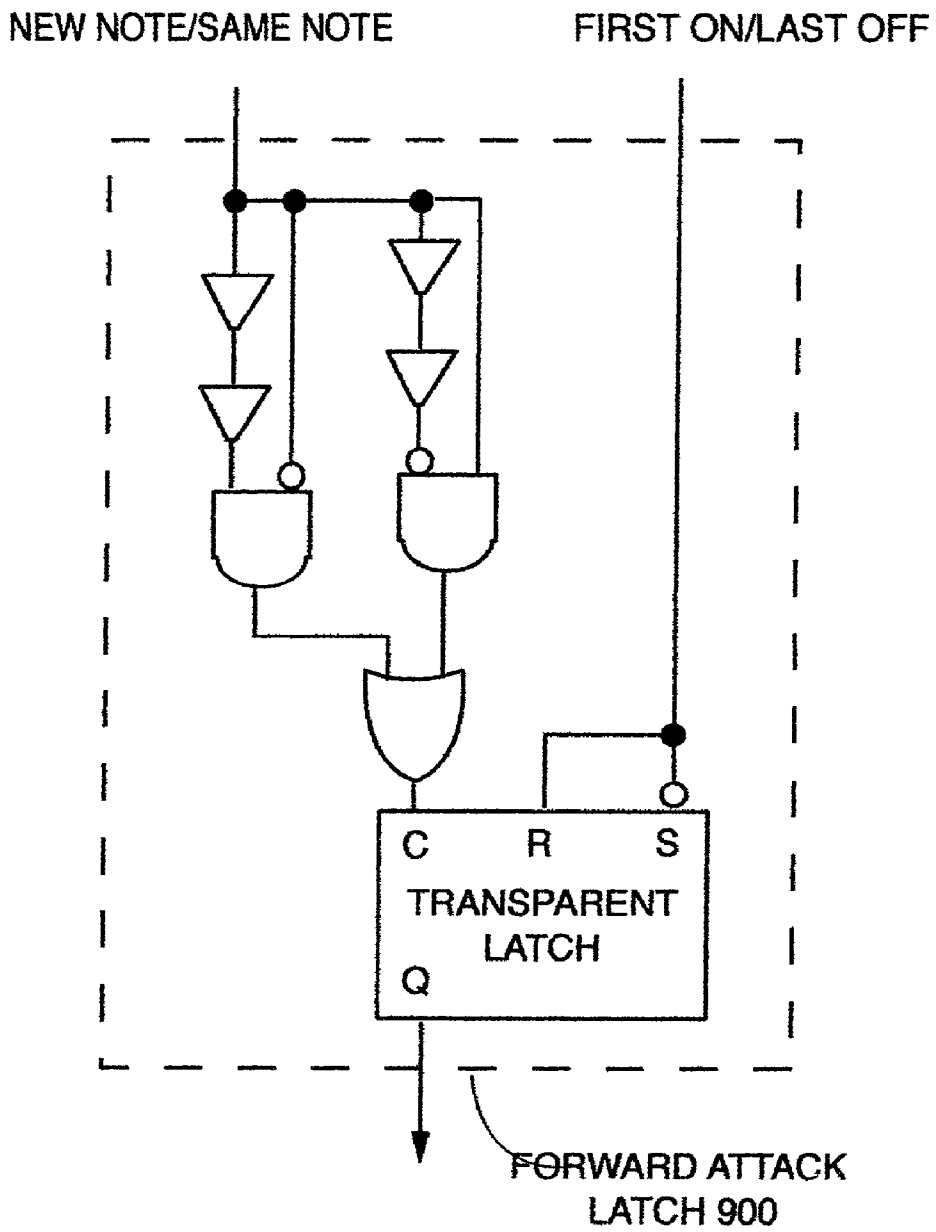 NEW NOTE/SAME NOTE
FIRST ON/LAST OFF
C R S
TRANSPARENT
LATCH
Q
FORWARD ATTACK
LATCH 900